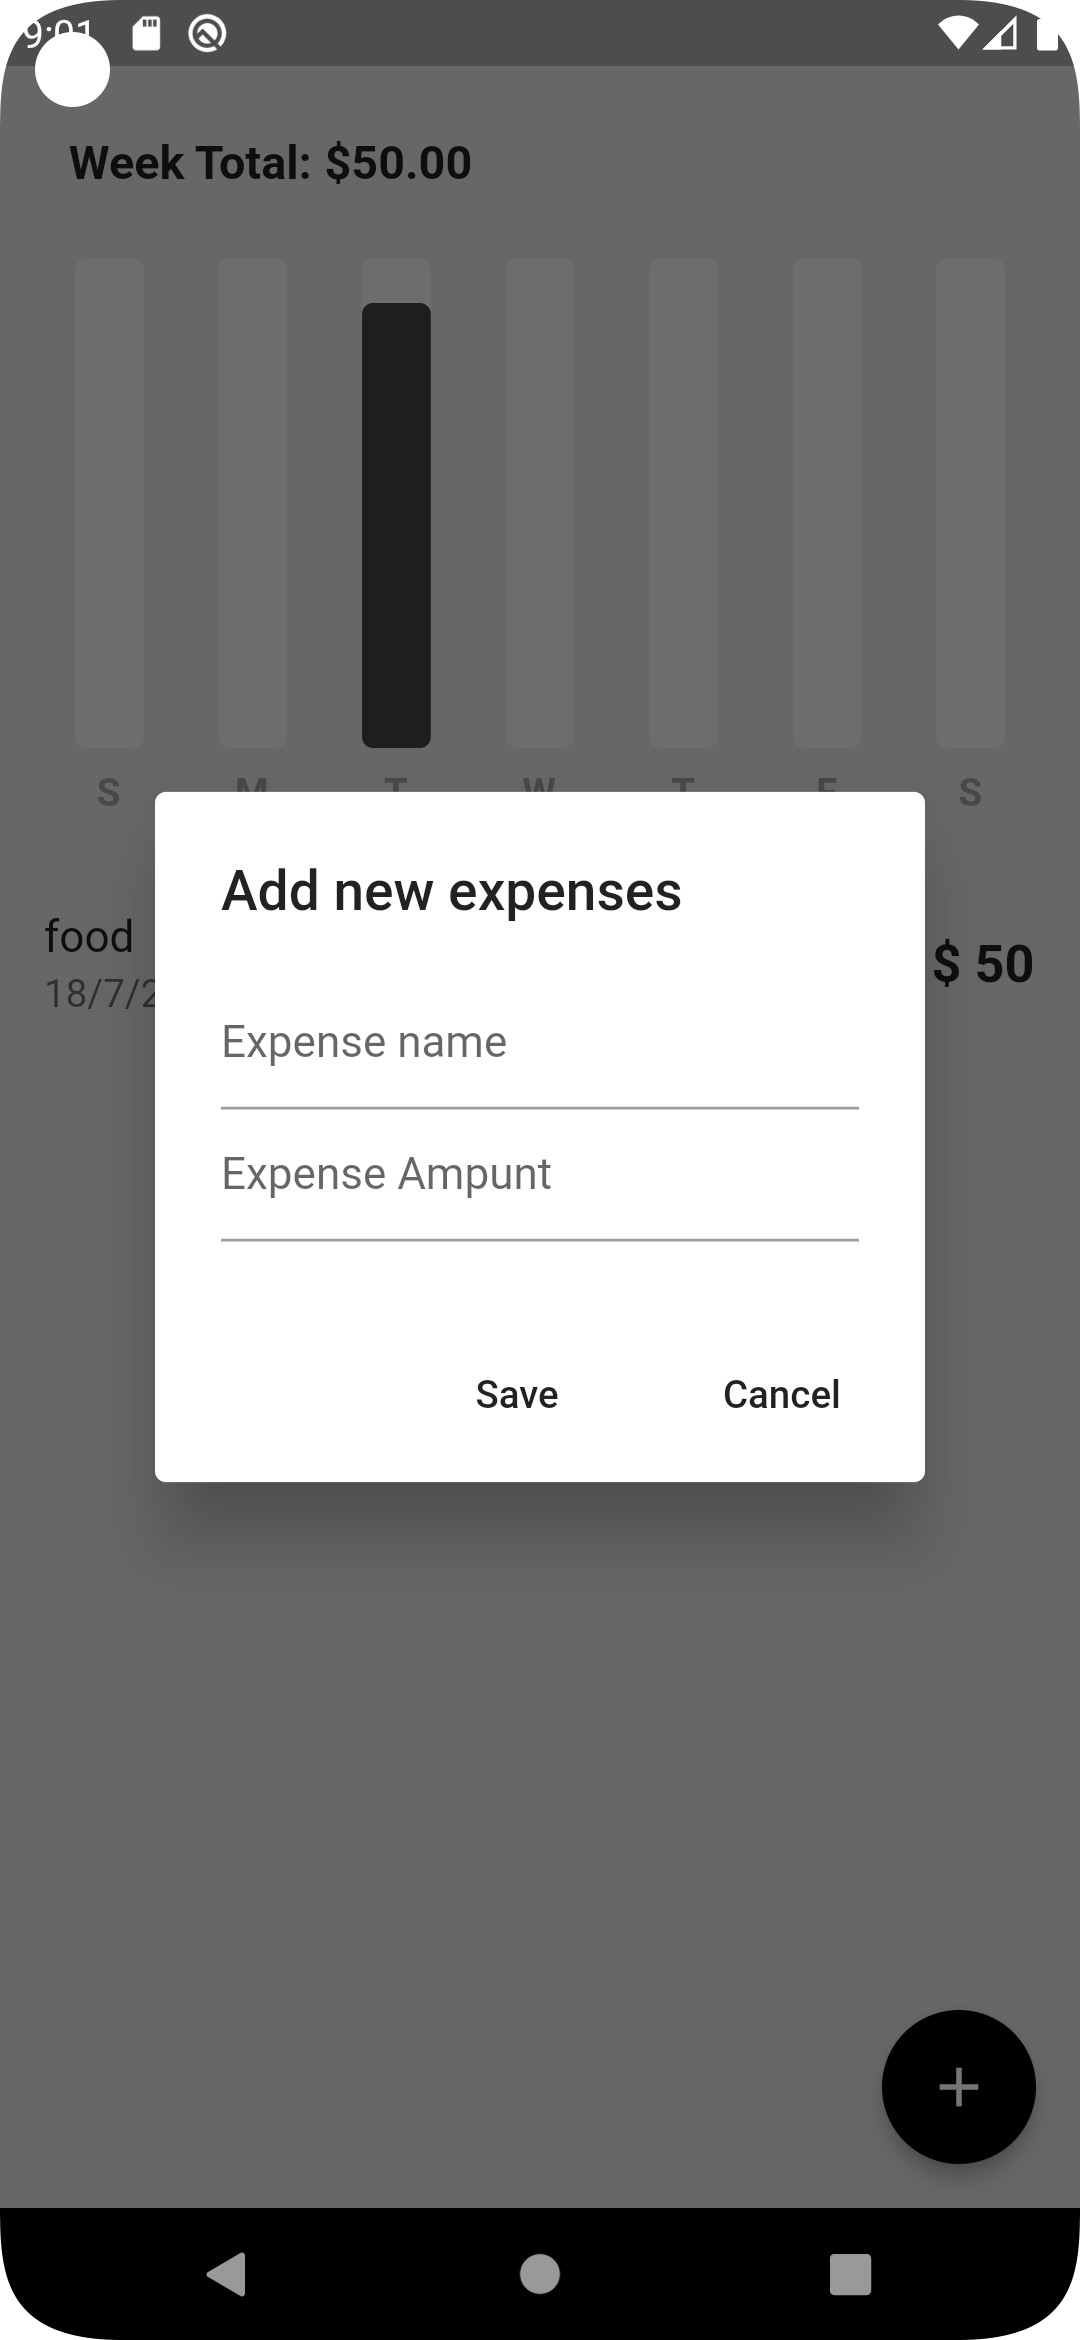 9:01
Week Total: $50.00
S M T W T F S
food
18/7/2
$ 50
Add new expenses
Expense name
Expense Ampunt
Save Cancel